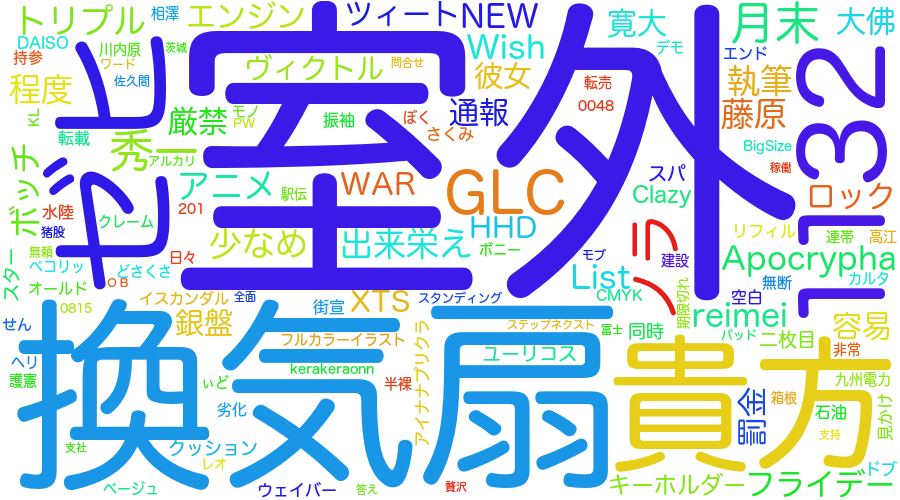 トリプル
相澤
エンジン
ツィート
NEW
寛大
月末
大佛
DAISO
川内原
茨城
持参
ワード
佐久間
ヴィクトル
問合せ
Wish
デモ
エンド
彼女
転売
執筆
程度
KL
厳禁
モノ
PW
振袖
ぼく
さくみ
通報
0048
藤原
転載
秀一
アルカリ
BigSize
稼働
ボッチ
ゼヒ
室外
1132
アニメ
駅伝
WAR
GLC
スパ
Clazy
ロック
水陸
クレーム
201
猪股
HHD
リフィル
連帯
高江
無頼
日々
少なめ
出来栄え
ボニー
ノラ
モブ
建設
Apocrypha
スター
ペコリッ
どさくさ
List
無断
カルタ
オールド
OB
全面
イスカンダル
街宣
XTS
スタンディング
CMYK
期限切れ
空白
0815
せん
銀盤
ステップネクスト
富士
同時
reimei
パッド
二枚目
容易
フルカラーイラスト
ユーリコス
非常
ヘリ
換気扇
貴方
護憲
ぃど
kerakeraonn
半裸
アイナナプリクラ
九州電力
劣化
罰金
箱根
石油
見かけ
支社
クッション
レオ
支持
ドブ
ベージュ
ウェイバー
答え
贅沢
キーホルダー
フライデー